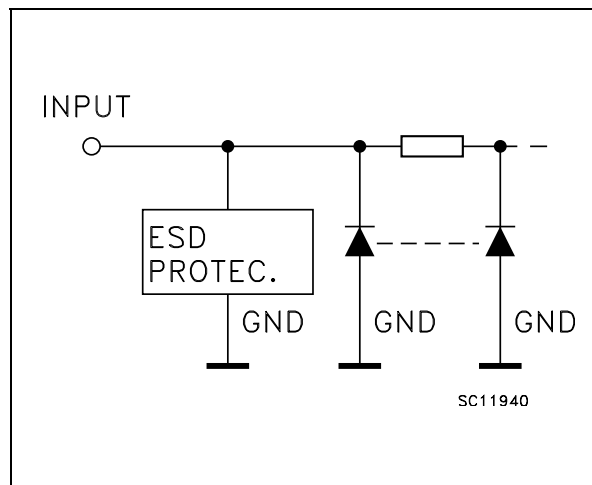 INPUT
ESD
PROTEC.
GND
GND
GND
SC11940